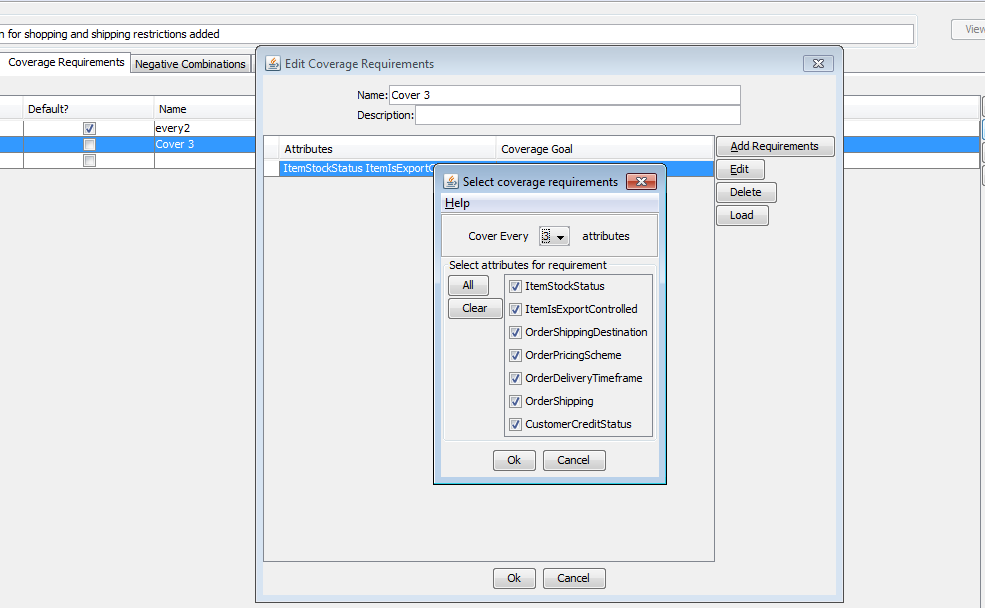 n for shopping and shipping restrictions added
View
Coverage Requirements
Negative Combinations
Default?
Name
every2
Cover 3
Edit Coverage Requirements
Name: Cover 3
Description:
Attributes
Coverage Goal
ItemStockStatus ItemIsExportC
Add Requirements
Edit
Delete
Load
Select coverage requirements
Help
Cover Every 3 attributes
Select attributes for requirement
All
Clear
ItemStockStatus
ItemIsExportControlled
OrderShippingDestination
OrderPricingScheme
OrderDeliveryTimeframe
OrderShipping
CustomerCreditStatus
Ok
Cancel
Ok
Cancel